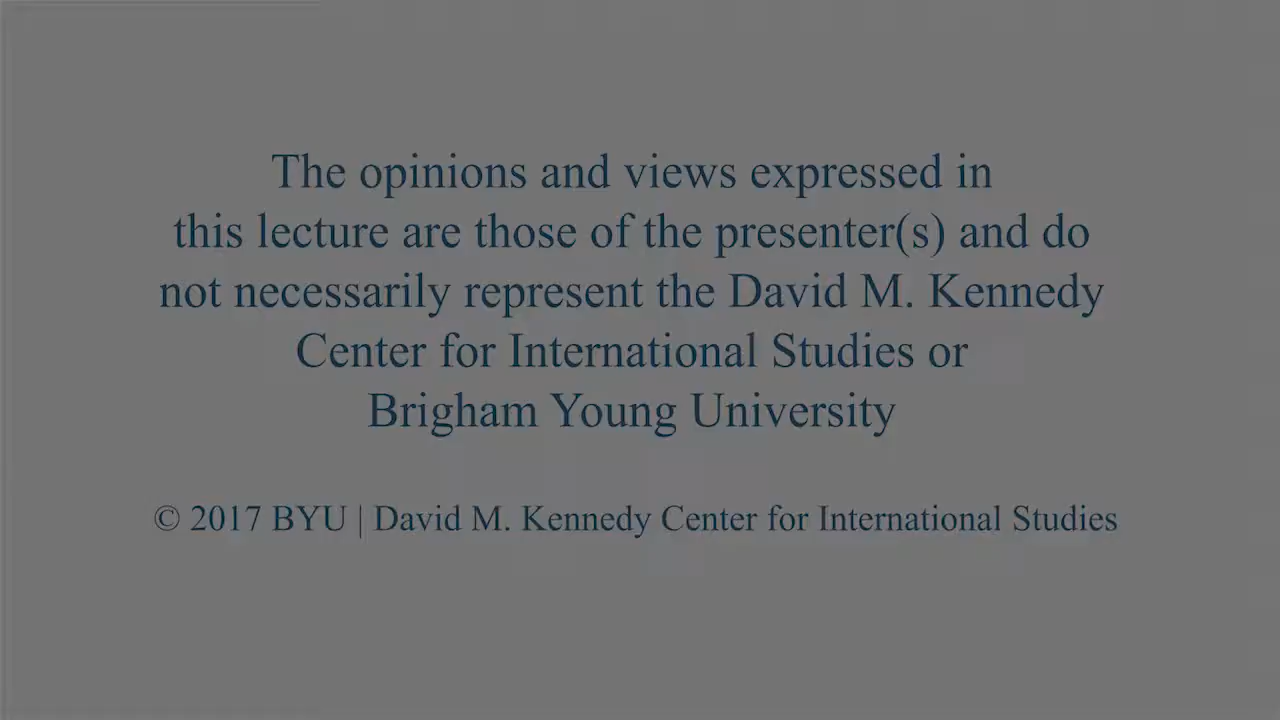 The opinions and views expressed in
this lecture are those of the presenter(s) and do
not necessarily represent the David M. Kennedy
Center for International Studies or
Brigham Young University
© 2017 BYU | David M. Kennedy Center for International Studies